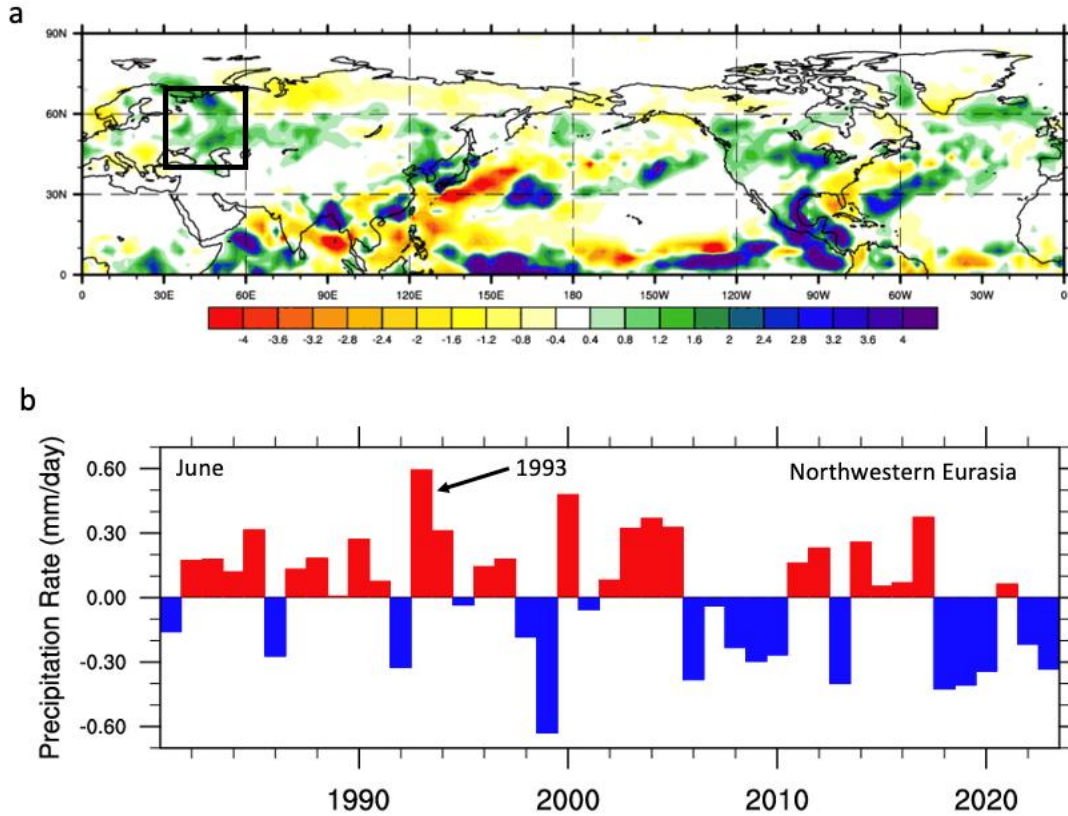 a
90N
60N
30N
0
0 30E 60E 90E 120E 150E 180 150W 120W 90W 60W 30W 0
-4 -3.6 -3.2 -2.8 -2.4 -2 -1.6 -1.2 -0.8 -0.4 0.4 0.8 1.2 1.6 2 2.4 2.8 3.2 3.6 4
b
Precipitation Rate (mm/day)
June
1993
Northwestern Eurasia
0.60
0.30
0.00
-0.30
-0.60
1990 2000 2010 2020